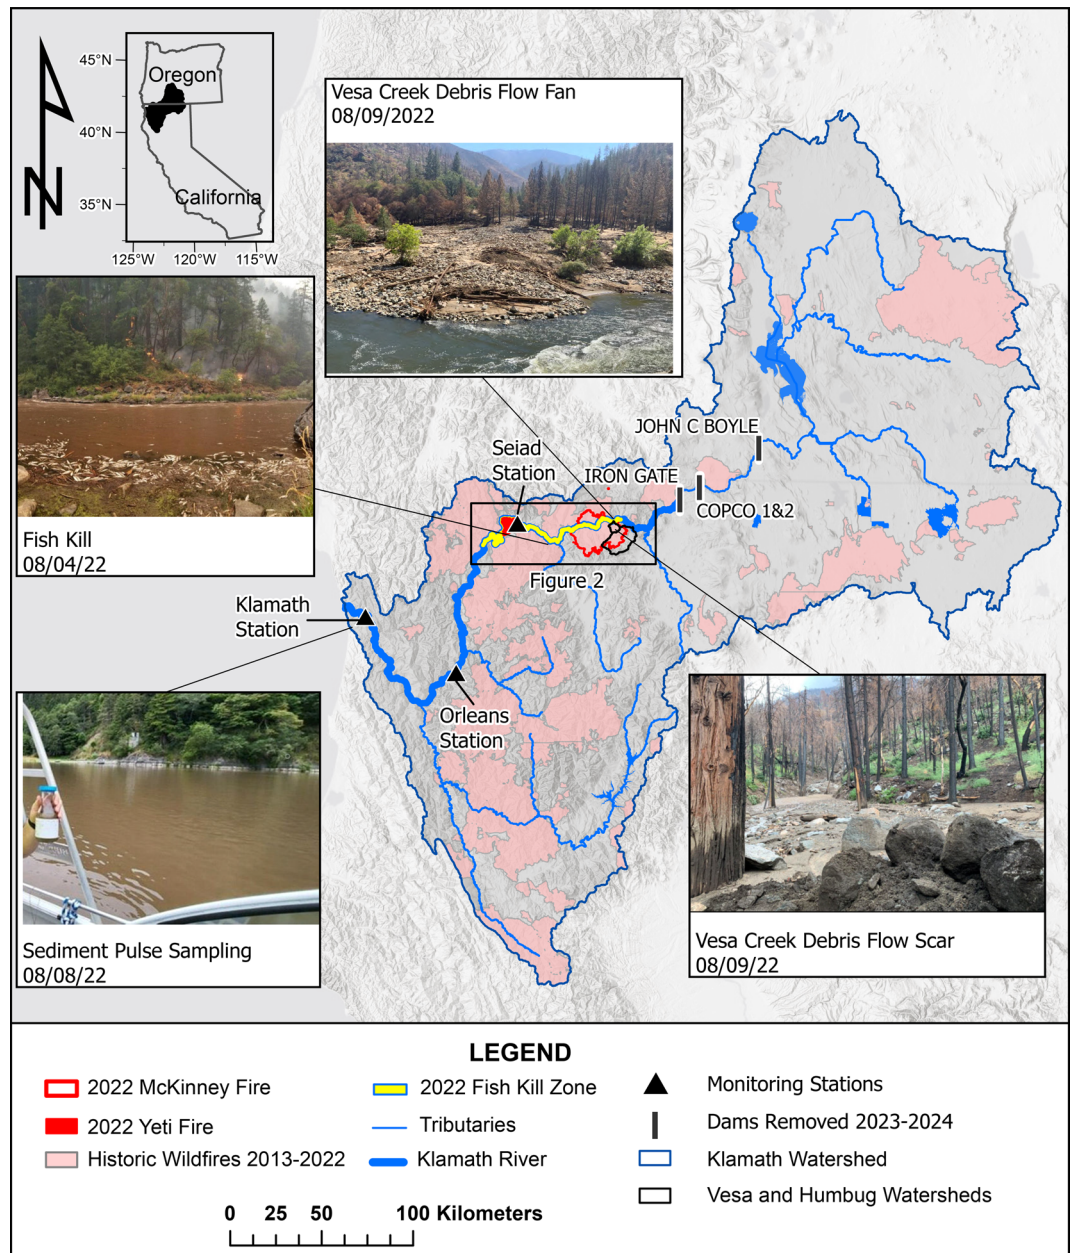 45°N
40°N
35°N
125°W 120°W 115°W
Oregon
California
N
Vesa Creek Debris Flow Fan
08/09/2022
Fish Kill
08/04/22
Seiad
Station
JOHN C BOYLE
IRON GATE
COPCO 1&2
Figure 2
Klamath
Station
Orleans
Station
Sediment Pulse Sampling
08/08/22
Vesa Creek Debris Flow Scar
08/09/22
LEGEND
2022 McKinney Fire
2022 Yeti Fire
Historic Wildfires 2013-2022
2022 Fish Kill Zone
Tributaries
Klamath River
Monitoring Stations
Dams Removed 2023-2024
Klamath Watershed
Vesa and Humbug Watersheds
0 25 50 100 Kilometers